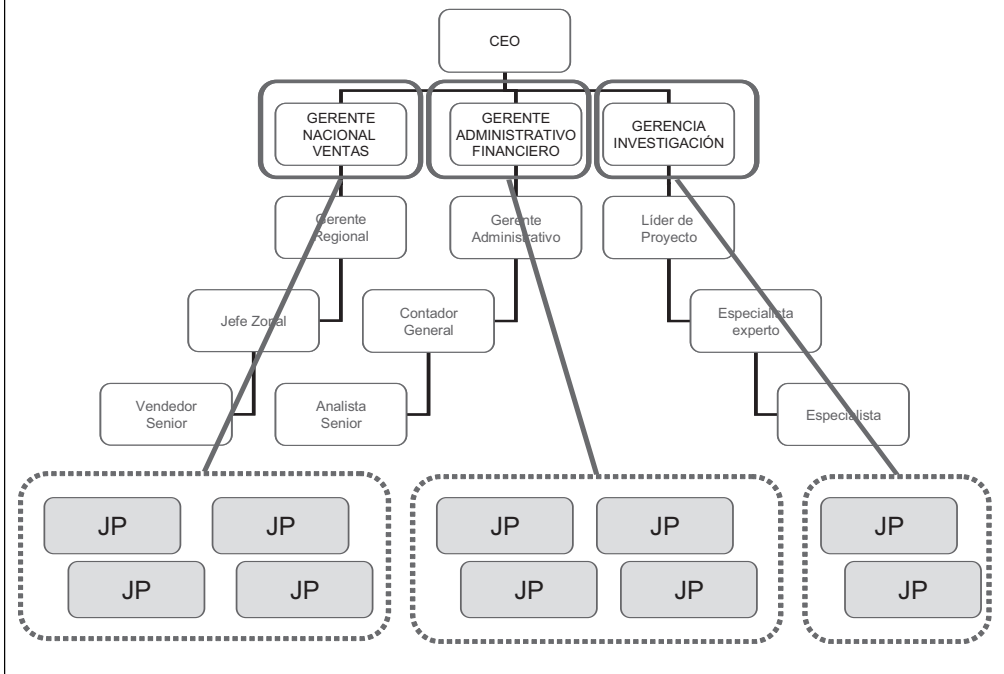 CEO
GERENTE
NACIONAL
VENTAS
GERENTE
ADMINISTRATIVO
FINANCIERO
GERENCIA
INVESTIGACIÓN
Gerente
Regional
Gerente
Administrativo
Líder de
Proyecto
Jefe Zonal
Contador
General
Especialista
experto
Vendedor
Senior
Analista
Senior
Especialista
JP
JP
JP
JP
JP
JP
JP
JP
JP
JP